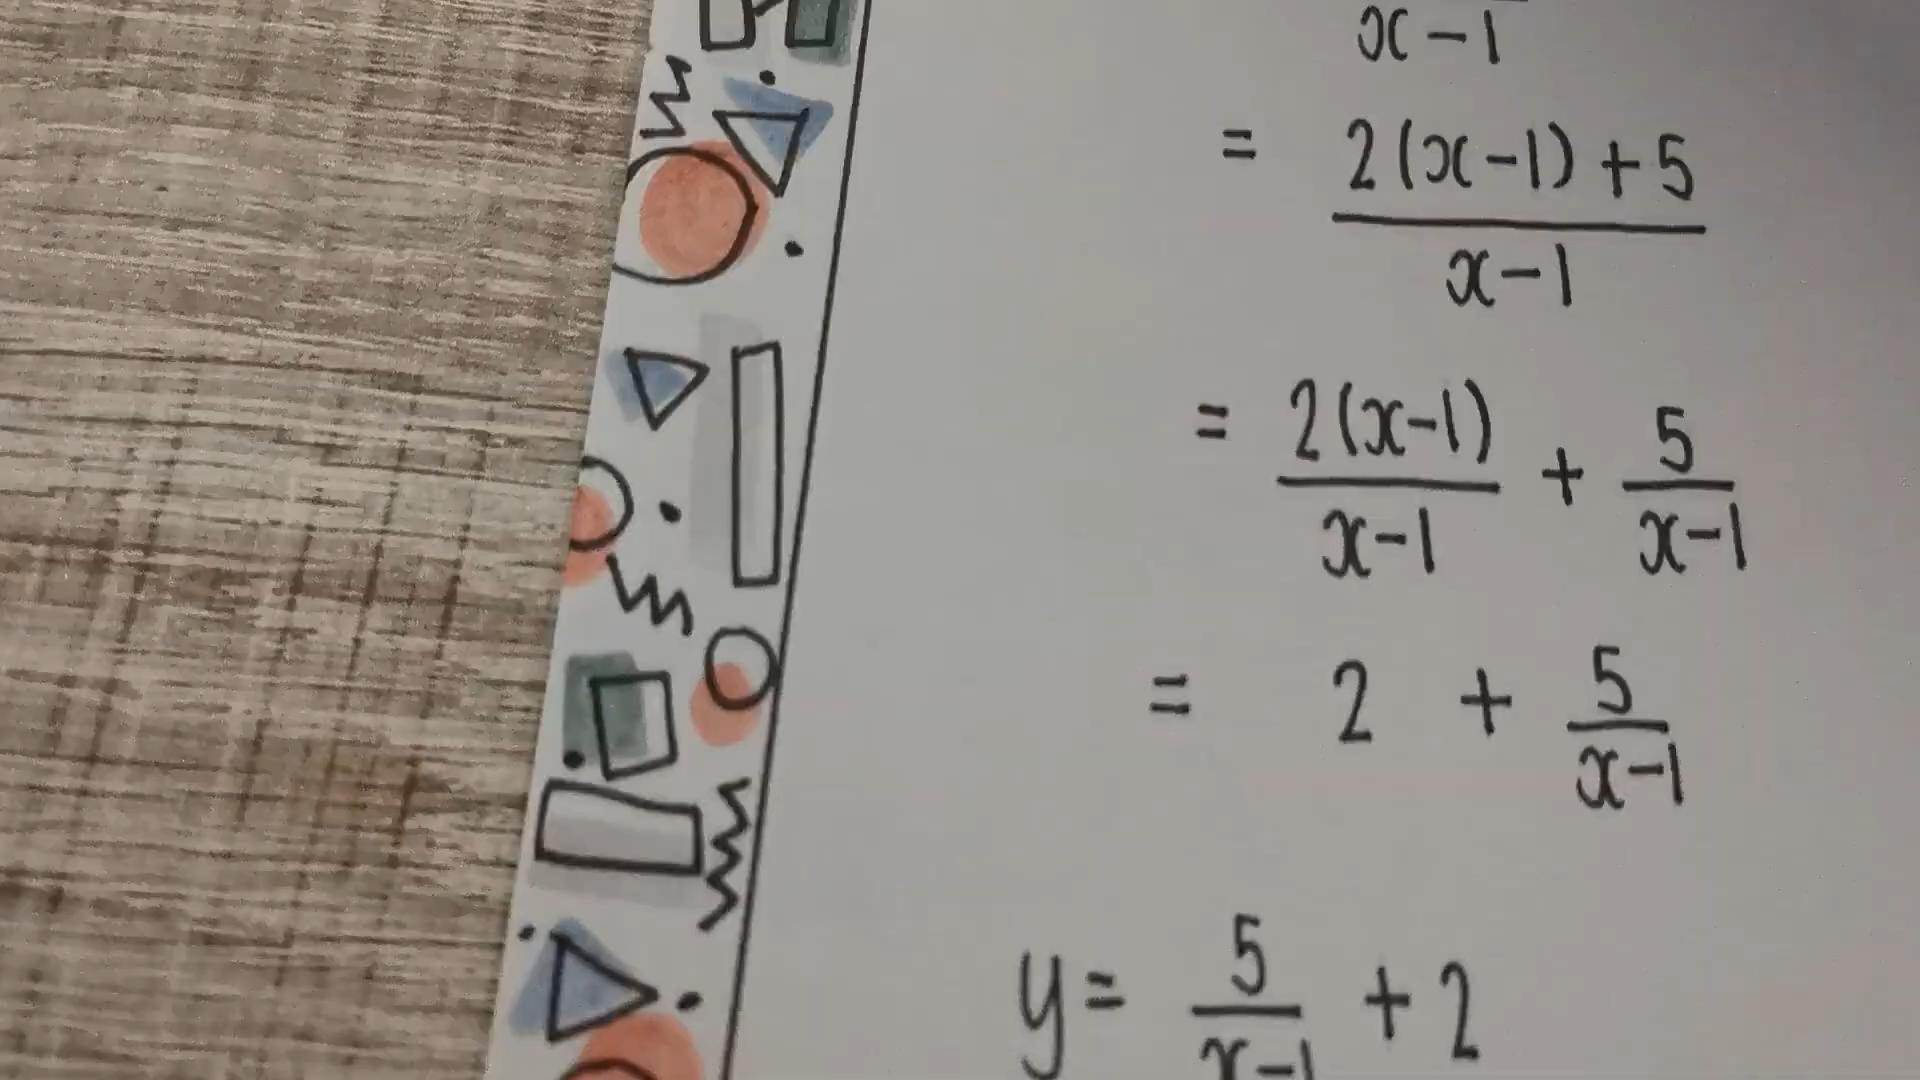 x-1
= 2(x-1)+5
x-1
= 2(x-1) + 5
x-1 x-1
= 2 + 5
x-1
y= 5 + 2
x-1